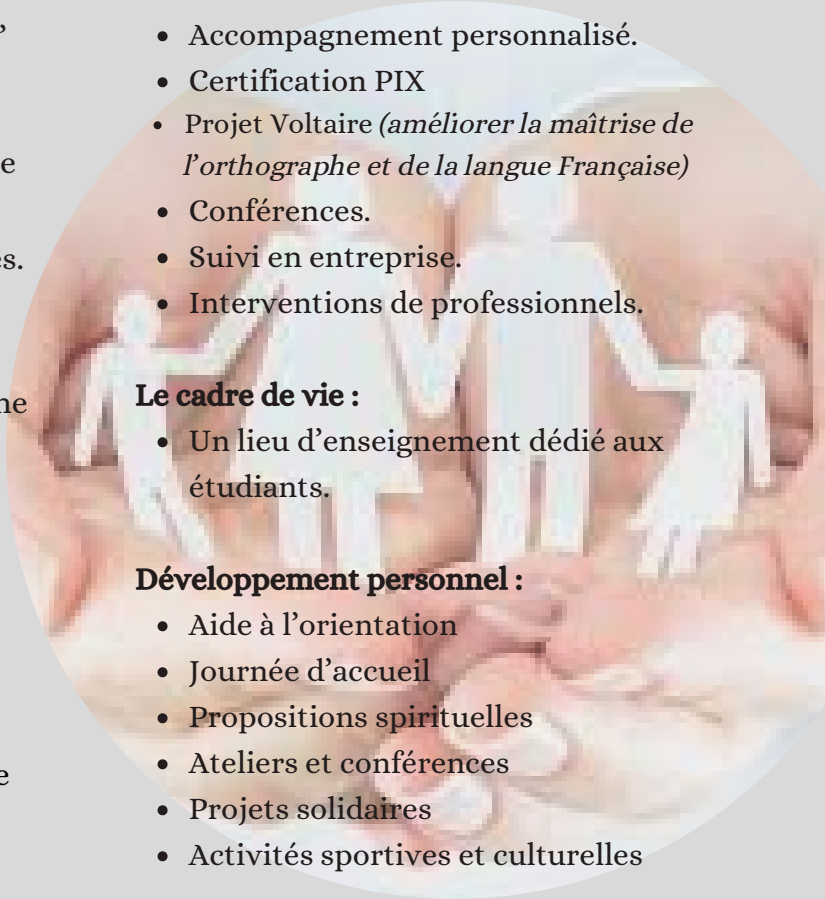 ’
• Accompagnement personnalisé.
• Certification PIX
• Projet Voltaire (améliorer la maîtrise de
l’orthographe et de la langue Française)
e
• Conférences.
es.
• Suivi en entreprise.
• Interventions de professionnels.
Le cadre de vie :
ne
• Un lieu d’enseignement dédié aux
étudiants.
Développement personnel :
• Aide à l’orientation
• Journée d’accueil
• Propositions spirituelles
e
• Ateliers et conférences
• Projets solidaires
• Activités sportives et culturelles